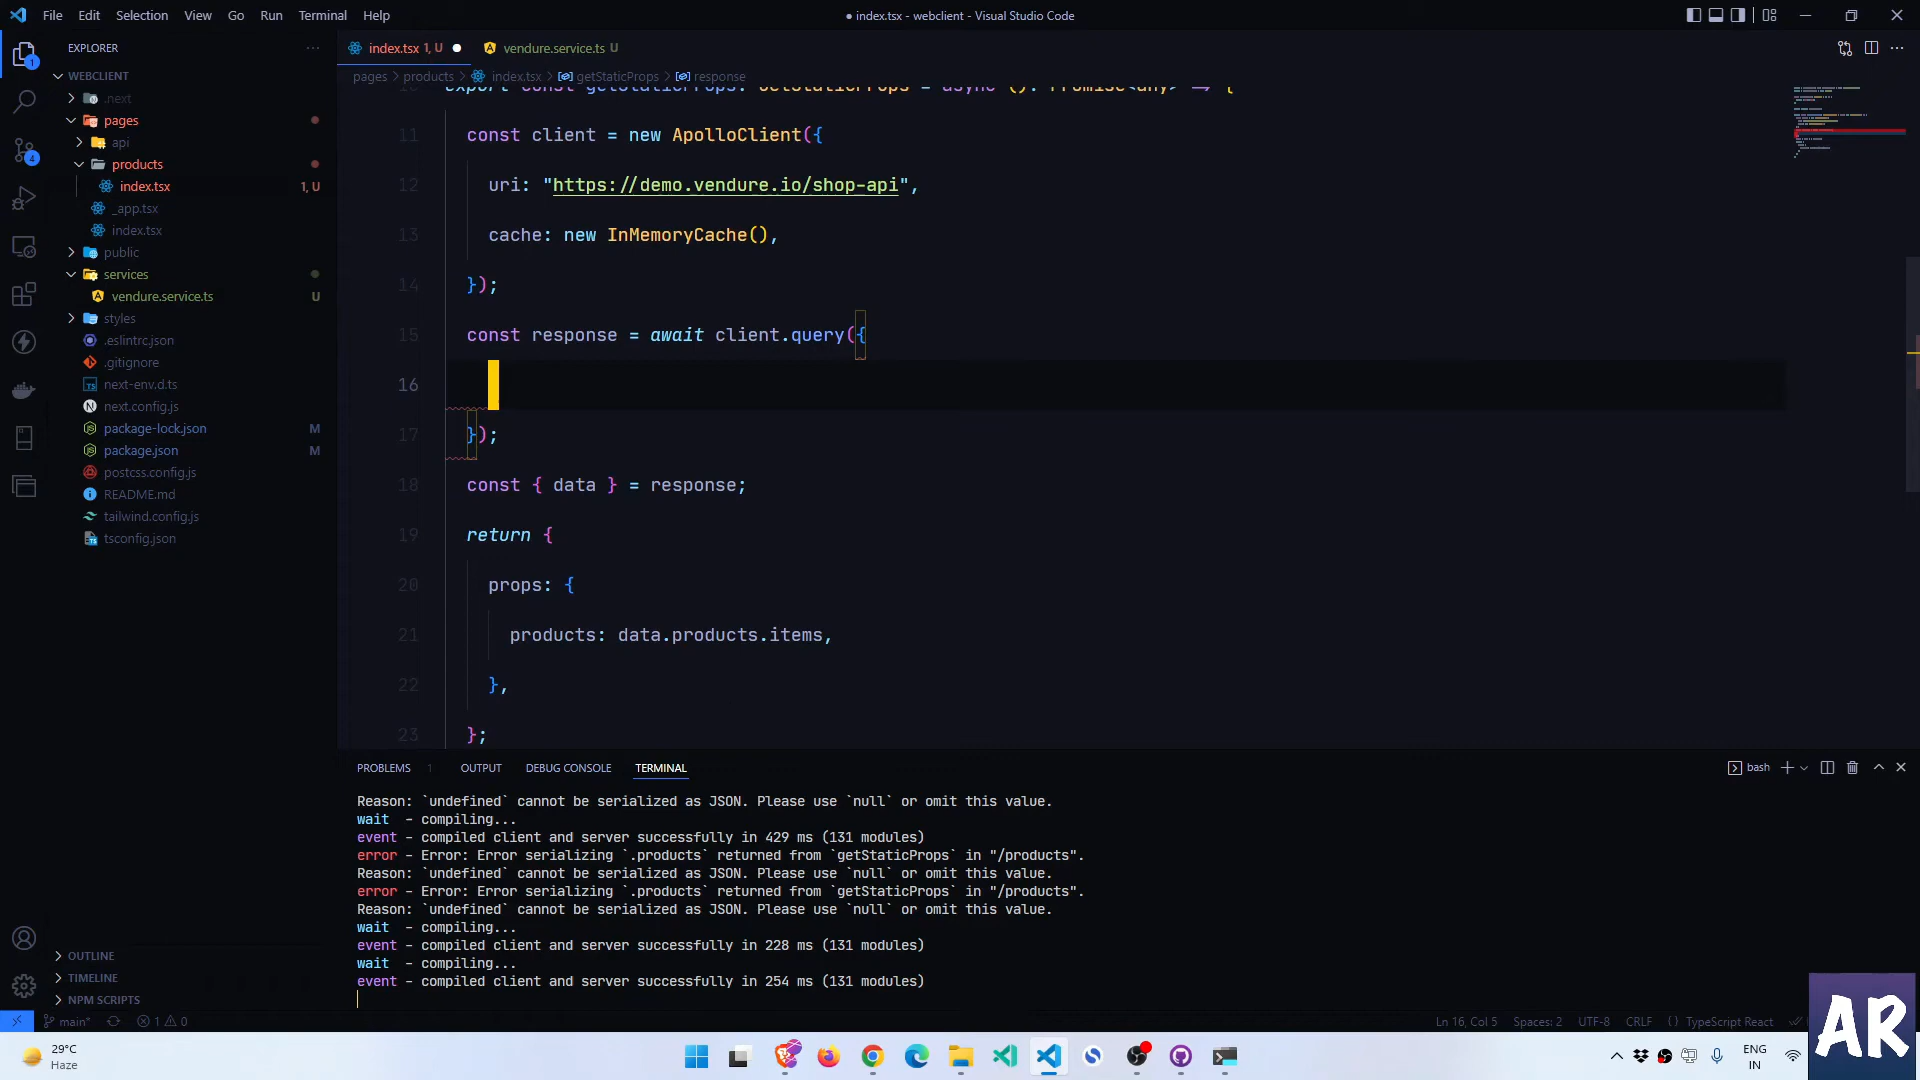 File Edit Selection View Go Run Terminal Help
● index.tsx - webclient - Visual Studio Code
EXPLORER
WEBCLIENT
.next
pages
api
products
index.tsx 1, U
_app.tsx
index.tsx
public
services
vendure.service.ts U
styles
.eslintrc.json
.gitignore
next-env.d.ts
next.config.js
package-lock.json M
package.json M
postcss.config.js
README.md
tailwind.config.js
tsconfig.json
OUTLINE
TIMELINE
NPM SCRIPTS
1
4
index.tsx 1, U ●
vendure.service.ts U
pages > products > index.tsx > getStaticProps > response
10 export const getStaticProps: GetStaticProps = async (): Promise<any> => {
11 const client = new ApolloClient({
12 uri: "https://demo.vendure.io/shop-api",
13 cache: new InMemoryCache(),
14 });
15 const response = await client.query({
16
17 });
18 const { data } = response;
19 return {
20 props: {
21 products: data.products.items,
22 },
23 };
PROBLEMS 1 OUTPUT DEBUG CONSOLE TERMINAL
bash
Reason: `undefined` cannot be serialized as JSON. Please use `null` or omit this value.
wait - compiling...
event - compiled client and server successfully in 429 ms (131 modules)
error - Error: Error serializing `.products` returned from `getStaticProps` in "/products".
Reason: `undefined` cannot be serialized as JSON. Please use `null` or omit this value.
error - Error: Error serializing `.products` returned from `getStaticProps` in "/products".
Reason: `undefined` cannot be serialized as JSON. Please use `null` or omit this value.
wait - compiling...
event - compiled client and server successfully in 228 ms (131 modules)
wait - compiling...
event - compiled client and server successfully in 254 ms (131 modules)
main* 1 0
Ln 16, Col 5 Spaces: 2 UTF-8 CRLF { } TypeScript React
29°C
Haze
ENG
IN
AR